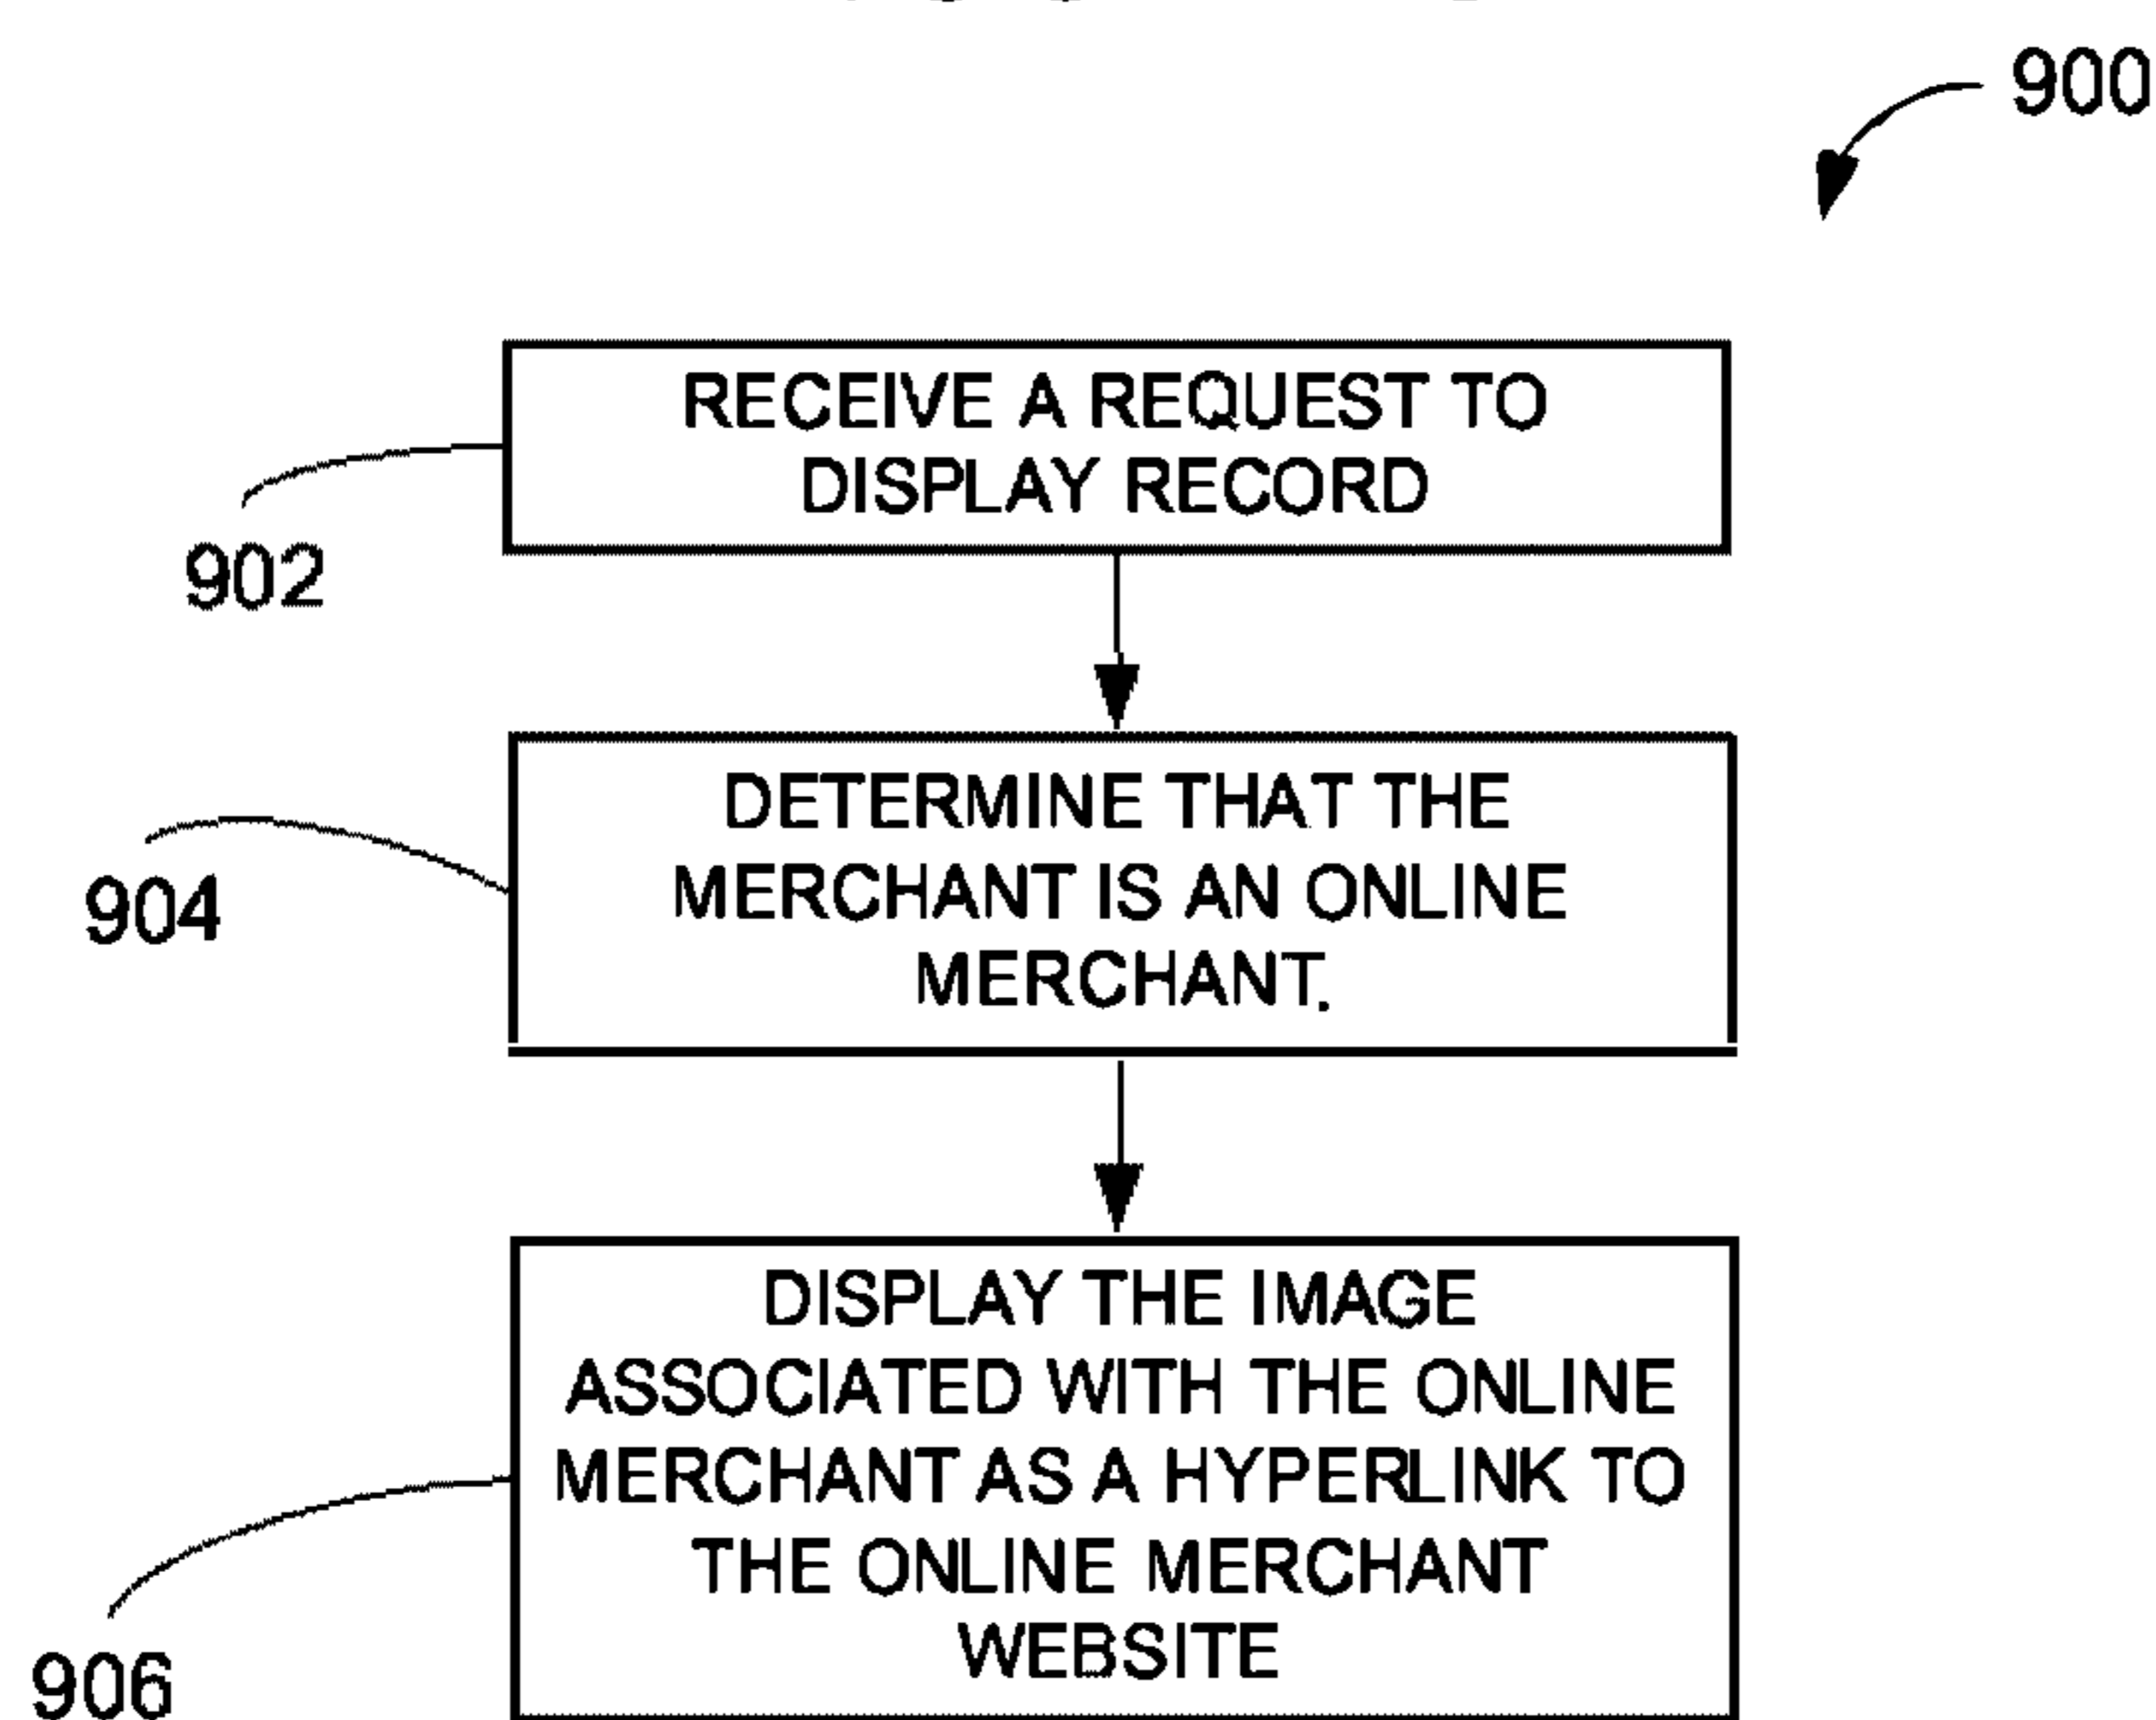 900
RECEIVE A REQUEST TO
DISPLAY RECORD
902
DETERMINE THAT THE
MERCHANT IS AN ONLINE
MERCHANT.
904
DISPLAY THE IMAGE
ASSOCIATED WITH THE ONLINE
MERCHANT AS A HYPERLINK TO
THE ONLINE MERCHANT
WEBSITE
906